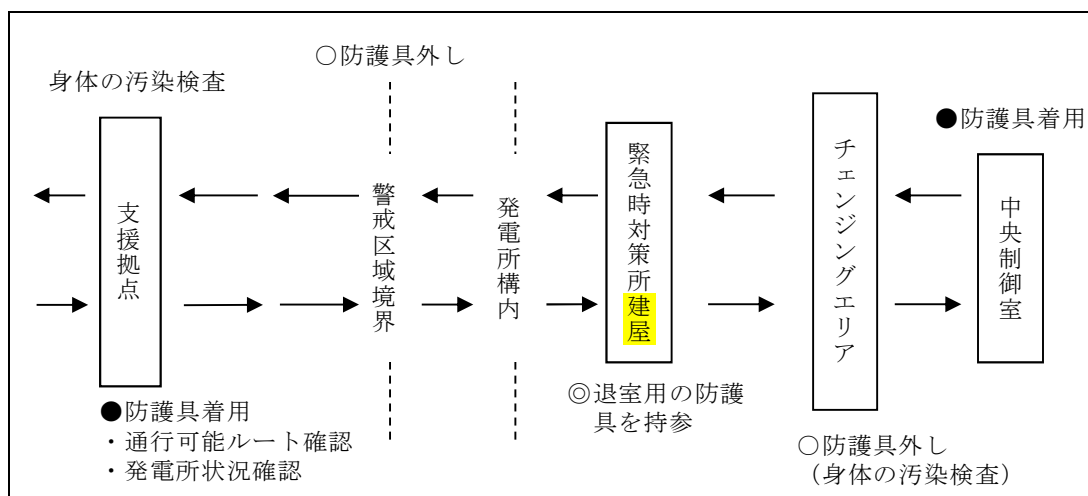 ○防護具外し
身体の汚染検査
●防護具着用
支援拠点
警戒区域境界
発電所構内
緊急時対策所建屋
チェンジングエリア
中央制御室
●防護具着用
・通行可能ルート確認
・発電所状況確認
◎退室用の防護
具を持参
○防護具外し
（身体の汚染検査）